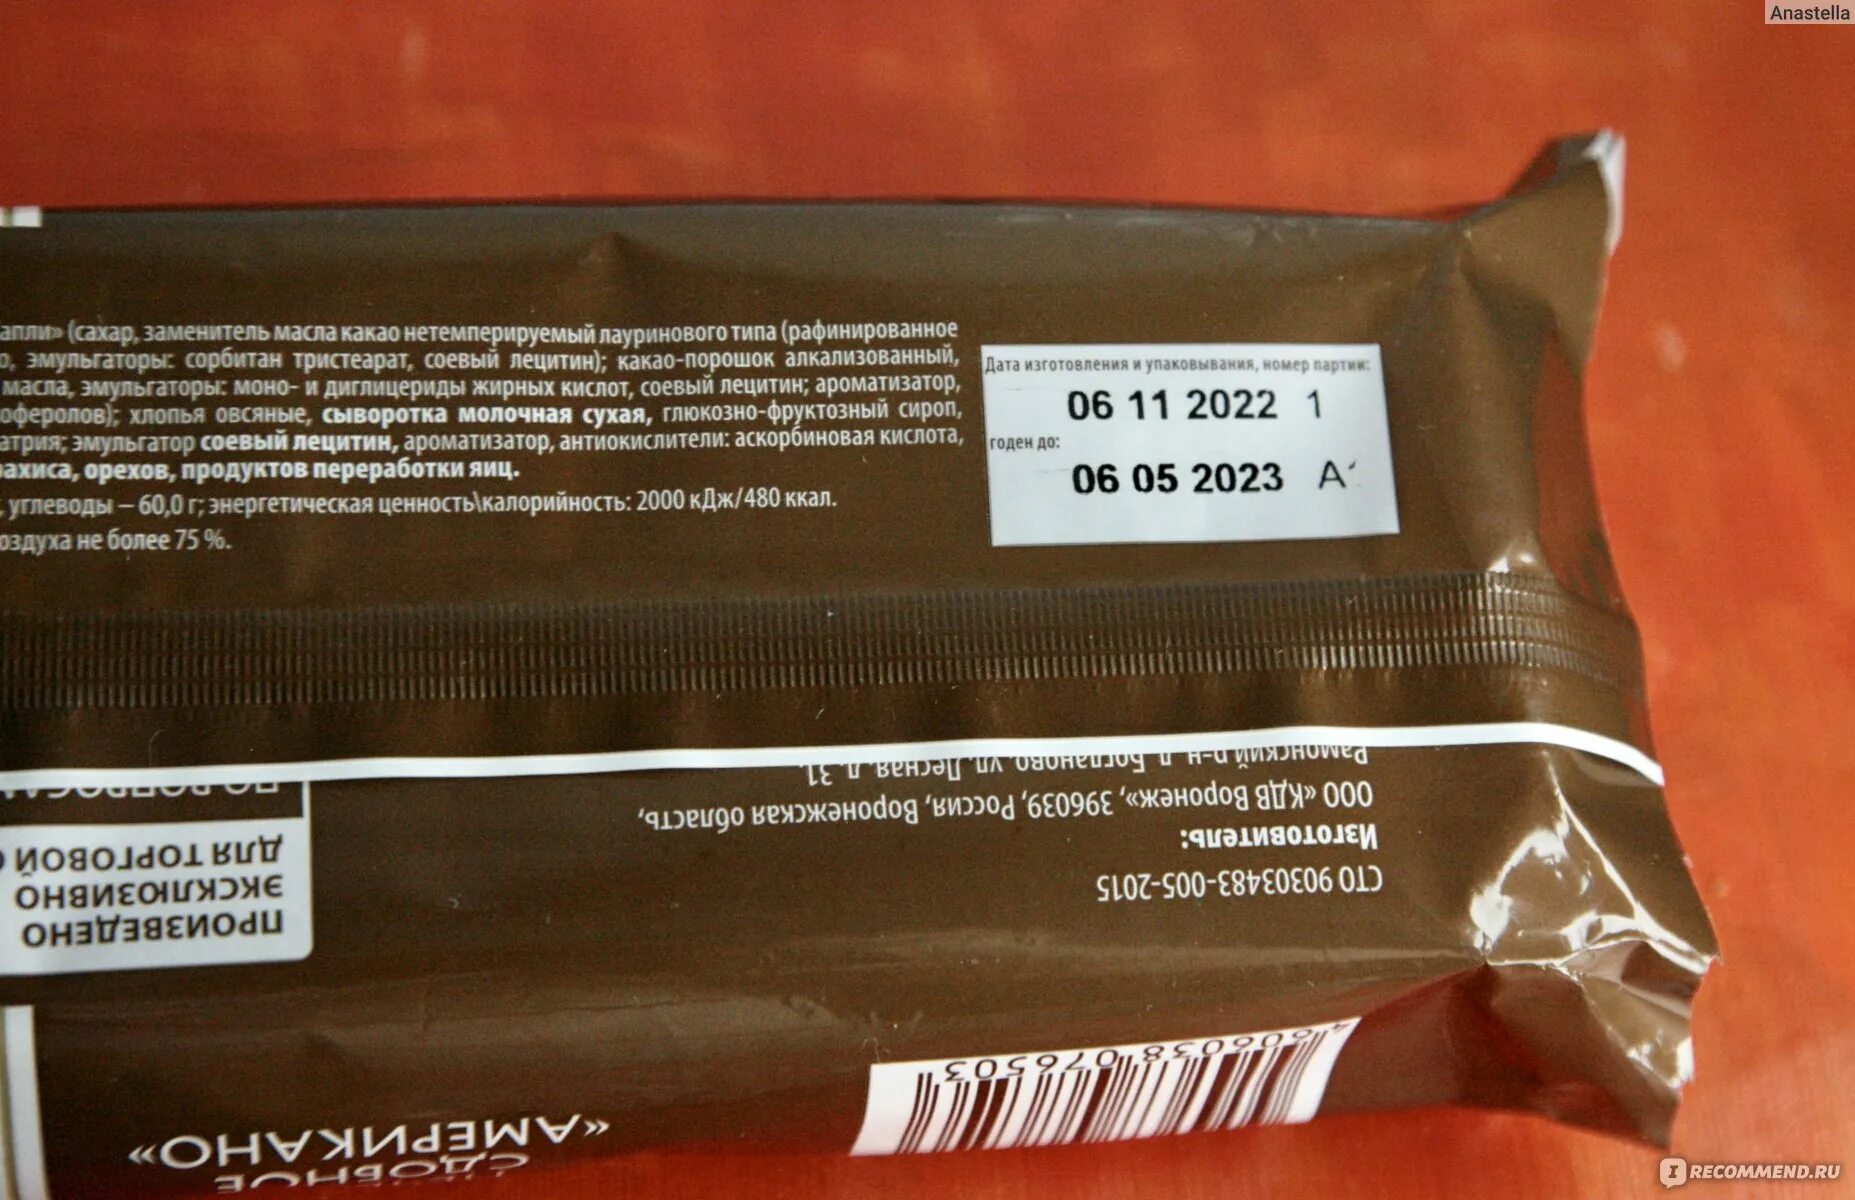 Anastella
апли» (сахар, заменитель масла какао нетемперируемый лауринового типа (рафинированное
о, эмульгаторы: сорбитан тристеарат, соевый лецитин); какао-порошок алкализованный,
масла, эмульгаторы: моно- и диглицериды жирных кислот, соевый лецитин; ароматизатор,
оферолов); хлопья овсяные, сыворотка молочная сухая, глюкозно-фруктозный сироп,
атрия; эмульгатор соевый лецитин, ароматизатор, антиокислители: аскорбиновая кислота,
ахиса, орехов, продуктов переработки яиц.
углеводы – 60,0 г; энергетическая ценность\калорийность: 2000 кДж/480 ккал.
оздуха не более 75 %.
Дата изготовления и упаковывания, номер партии:
06 11 2022 1
годен до:
06 05 2023 А
СТО 90303483-005-2015
Изготовитель:
ООО «КДВ Воронеж», 396039, Россия, Воронежская область,
Рамонский р-н, д. Богданово, ул. Лесная, д. 31.
ПРОИЗВЕДЕНО
ЭКСКЛЮЗИВНО
ДЛЯ ТОРГОВОЙ
ПО ВОПРОСАМ
4606038076503
СДОБНОЕ
«АМЕРИКАНО»
IRECOMMEND.RU